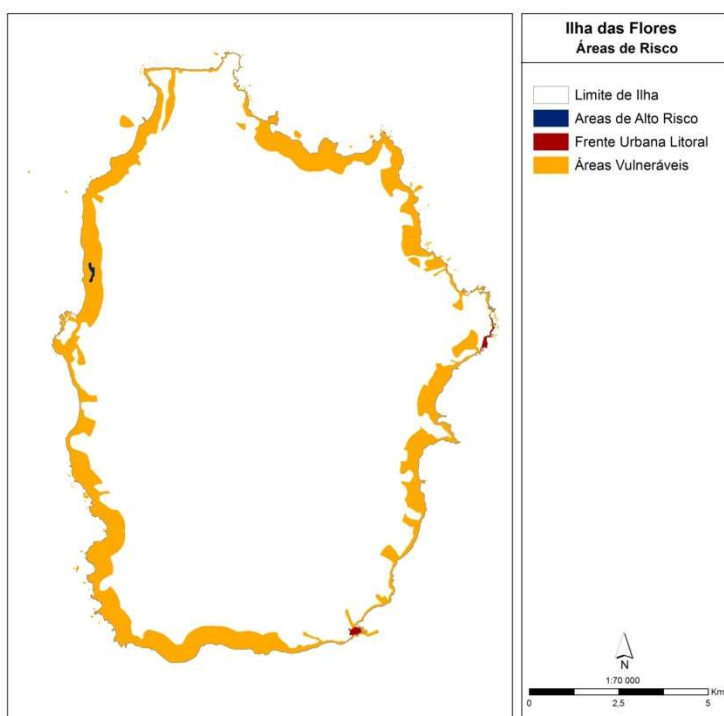 Ilha das Flores
Áreas de Risco
Limite de Ilha
Areas de Alto Risco
Frente Urbana Litoral
Áreas Vulneráveis
N
1:70 000
Km
0 2,5 5